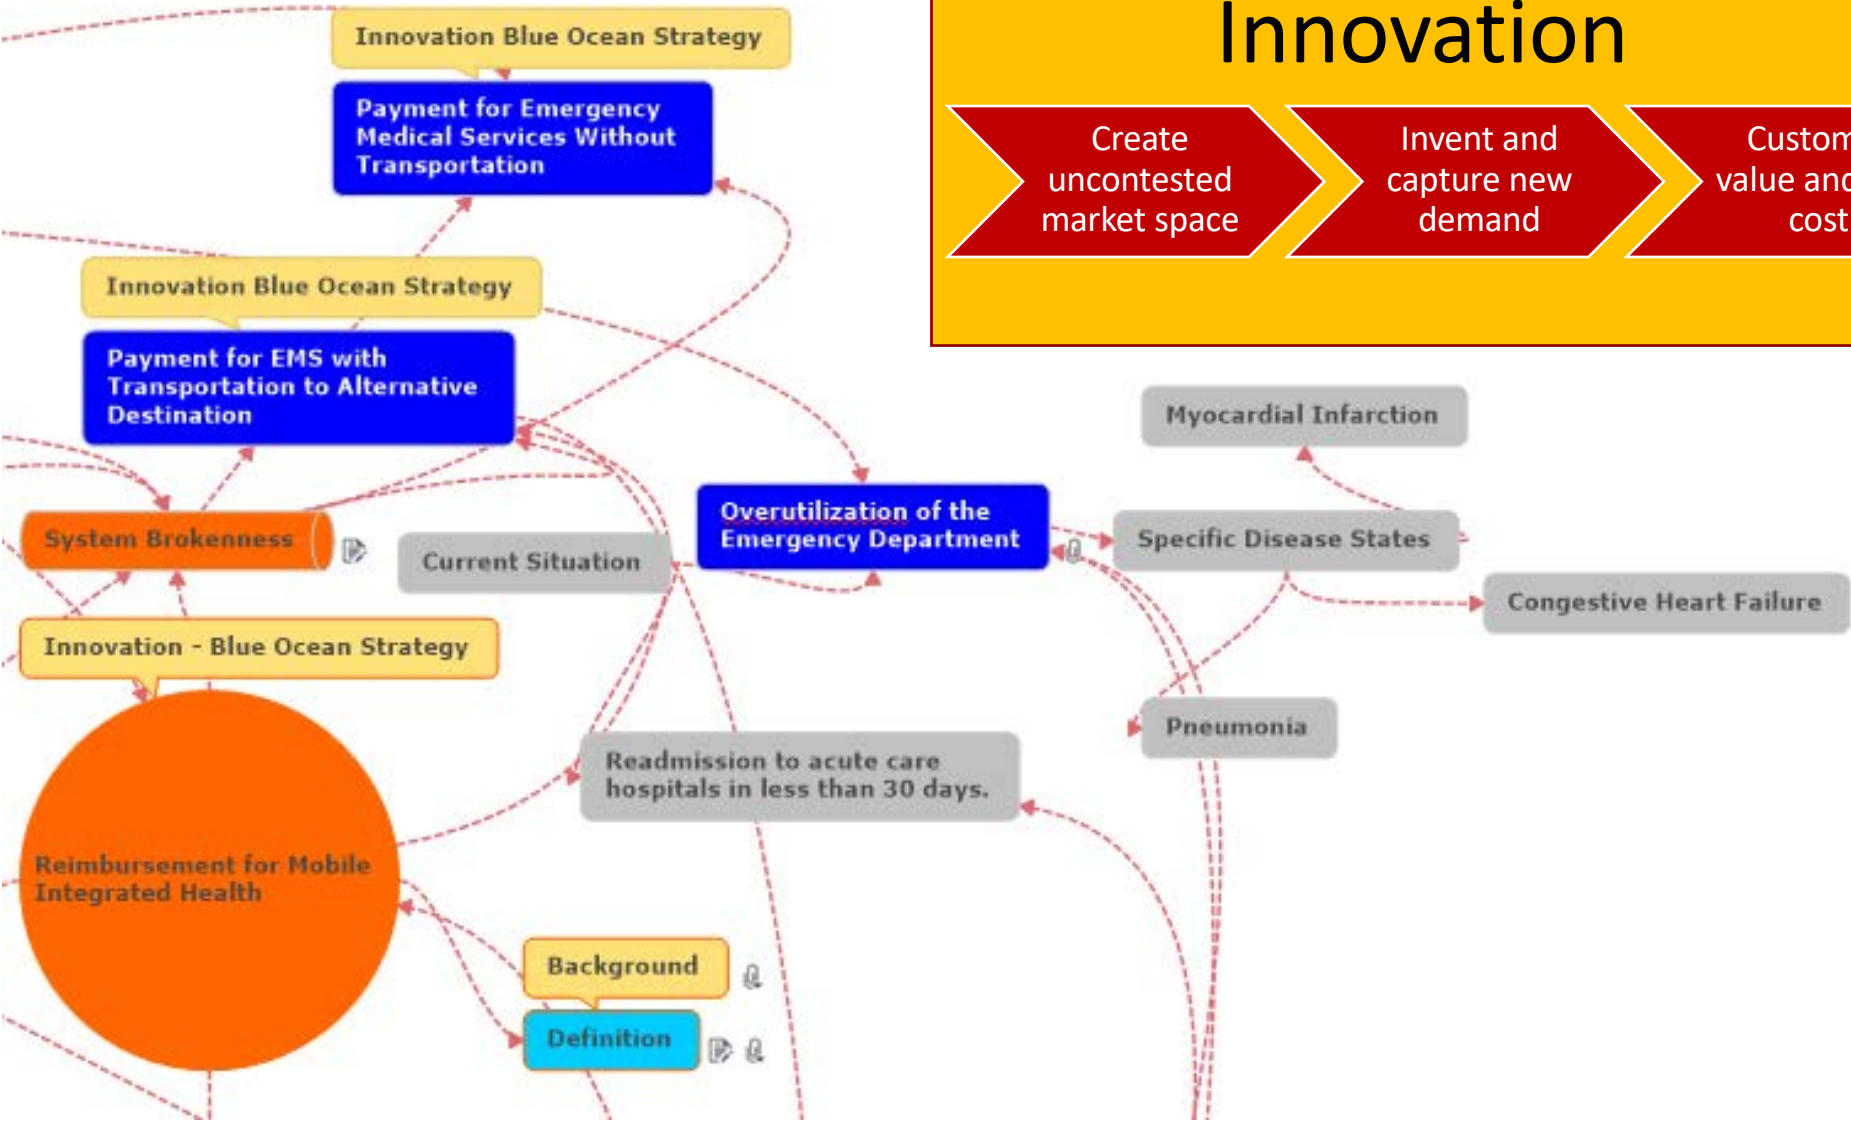 Innovation Blue Ocean Strategy
Payment for Emergency
Medical Services Without
Transportation
Innovation
Create
uncontested
market space
Invent and
capture new
demand
value
cost
Innovation Blue Ocean Strategy
Payment for EMS with
Transportation to Alternative
Destination
Myocardial Infarction
System Brokenness
Current Situation
Overutilization of the
Emergency Department
Specific Disease States
Congestive Heart Failure
Innovation - Blue Ocean Strategy
Pneumonia
Readmission to acute care
hospitals in less than 30 days.
Reimbursement for Mobile
Integrated Health
Background
Definition